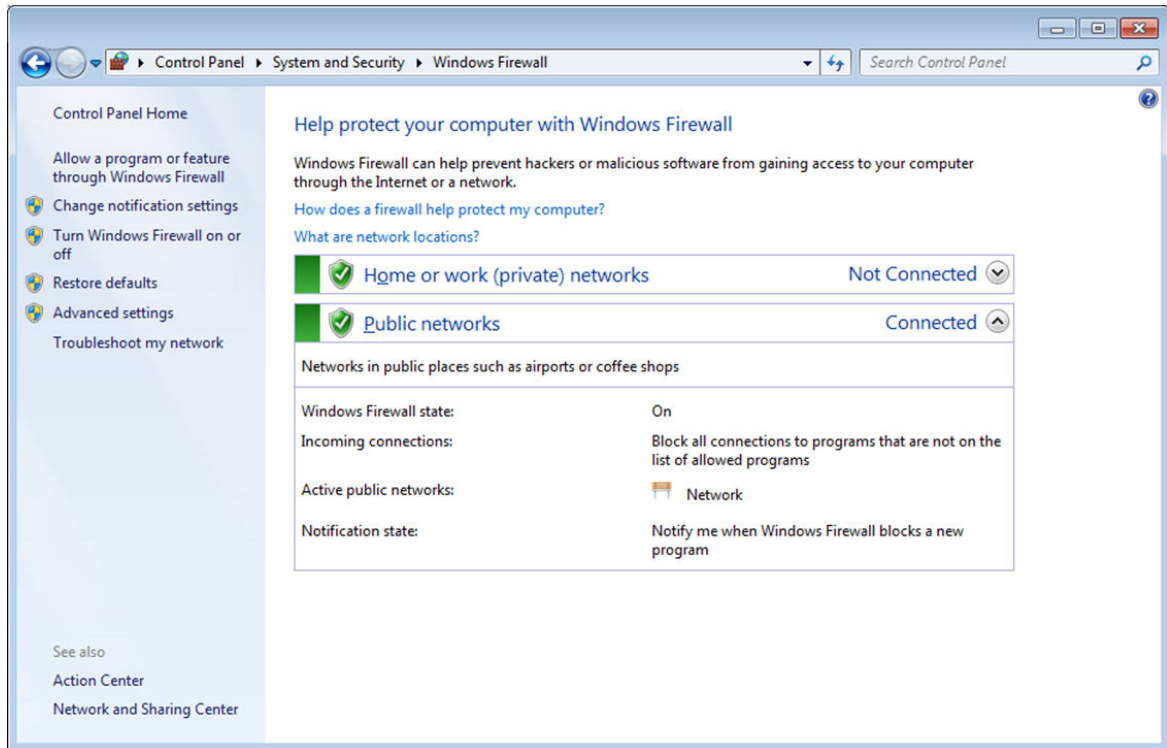 Control Panel ▸ System and Security ▸ Windows Firewall
Search Control Panel
Control Panel Home
Allow a program or feature
through Windows Firewall
Change notification settings
Turn Windows Firewall on or
off
Restore defaults
Advanced settings
Troubleshoot my network
See also
Action Center
Network and Sharing Center
Help protect your computer with Windows Firewall
Windows Firewall can help prevent hackers or malicious software from gaining access to your computer
through the Internet or a network.
How does a firewall help protect my computer?
What are network locations?
Home or work (private) networks Not Connected
Public networks Connected
Networks in public places such as airports or coffee shops
Windows Firewall state: On
Incoming connections: Block all connections to programs that are not on the
list of allowed programs
Active public networks: Network
Notification state: Notify me when Windows Firewall blocks a new
program